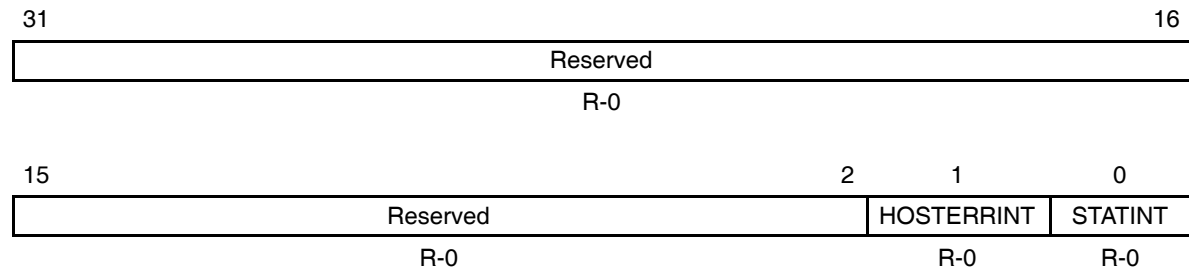 31 16
Reserved
R-0
15 2 1 0
Reserved HOSTERRINT STATINT
R-0 R-0 R-0